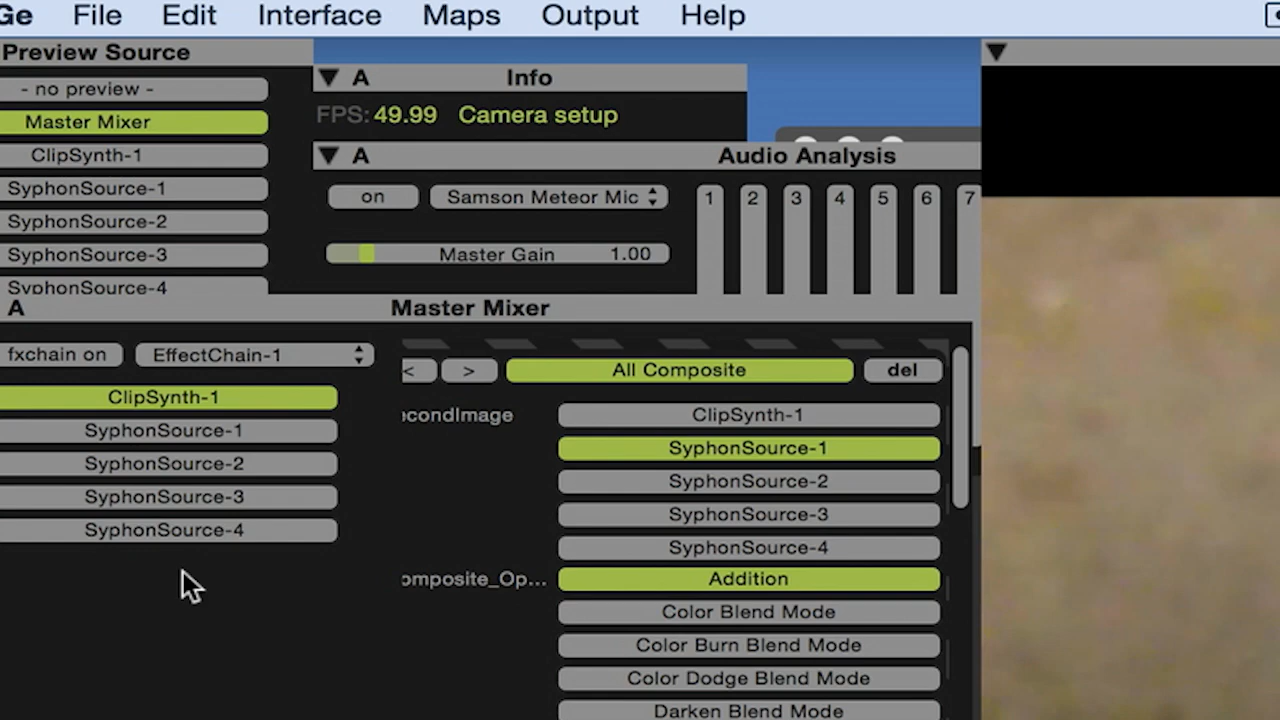 Ge File Edit Interface Maps Output Help
Preview Source
- no preview -
Master Mixer
ClipSynth-1
SyphonSource-1
SyphonSource-2
SyphonSource-3
SyphonSource-4
A Info
FPS: 49.99 Camera setup
A Audio Analysis
on Samson Meteor Mic 1 2 3 4 5 6 7
Master Gain 1.00
A Master Mixer
fxchain on EffectChain-1
ClipSynth-1
SyphonSource-1
SyphonSource-2
SyphonSource-3
SyphonSource-4
< > All Composite del
condImage ClipSynth-1
SyphonSource-1
SyphonSource-2
SyphonSource-3
SyphonSource-4
omposite_Op... Addition
Color Blend Mode
Color Burn Blend Mode
Color Dodge Blend Mode
Darken Blend Mode